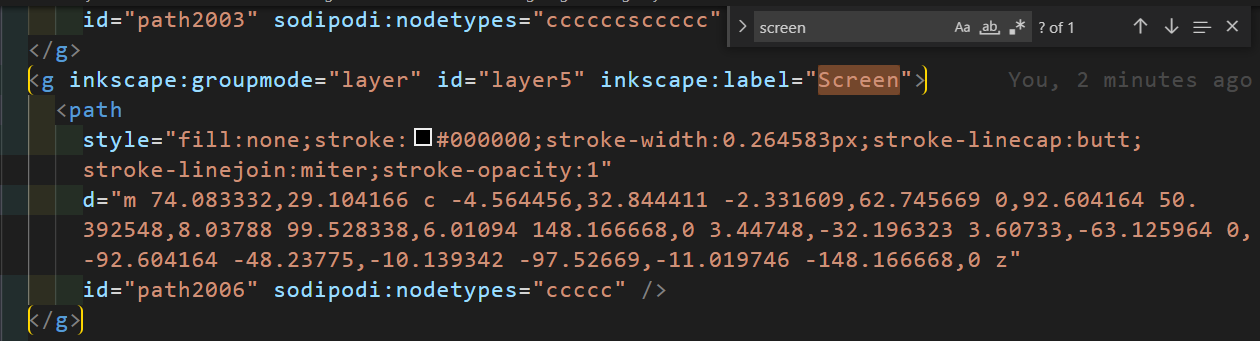 id="path2003" sodipodi:nodetypes="ccccccsccccc"
screen
Aa
ab
.*
? of 1
</g>
<g inkscape:groupmode="layer" id="layer5" inkscape:label="Screen">
You, 2 minutes ago
<path
style="fill:none;stroke:#000000;stroke-width:0.264583px;stroke-linecap:butt;
stroke-linejoin:miter;stroke-opacity:1"
d="m 74.083332,29.104166 c -4.564456,32.844411 -2.331609,62.745669 0,92.604164 50.
392548,8.03788 99.528338,6.01094 148.166668,0 3.44748,-32.196323 3.60733,-63.125964 0,
-92.604164 -48.23775,-10.139342 -97.52669,-11.019746 -148.166668,0 z"
id="path2006" sodipodi:nodetypes="ccccc" />
</g>